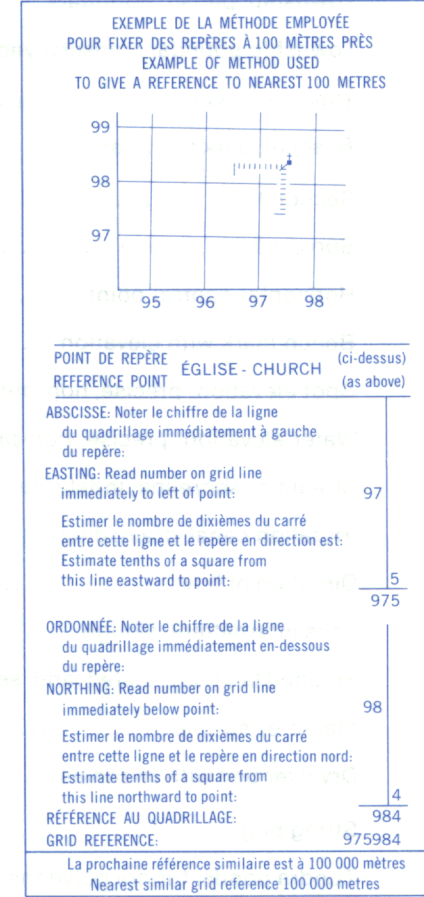 EXEMPLE DE LA MÉTHODE EMPLOYÉE
POUR FIXER DES REPÈRES À 100 MÈTRES PRÈS
EXAMPLE OF METHOD USED
TO GIVE A REFERENCE TO NEAREST 100 METRES
99
98
97
95 96 97 98
POINT DE REPÈRE
REFERENCE POINT
ÉGLISE - CHURCH
(ci-dessus)
(as above)
ABSCISSE: Noter le chiffre de la ligne
du quadrillage immédiatement à gauche
du repère:
EASTING: Read number on grid line
immediately to left of point: 97
Estimer le nombre de dixièmes du carré
entre cette ligne et le repère en direction est:
Estimate tenths of a square from
this line eastward to point: 5
975
ORDONNÉE: Noter le chiffre de la ligne
du quadrillage immédiatement en-dessous
du repère:
NORTHING: Read number on grid line
immediately below point: 98
Estimer le nombre de dixièmes du carré
entre cette ligne et le repère en direction nord:
Estimate tenths of a square from
this line northward to point: 4
RÉFÉRENCE AU QUADRILLAGE: 984
GRID REFERENCE: 975984
La prochaine référence similaire est à 100 000 mètres
Nearest similar grid reference 100 000 metres